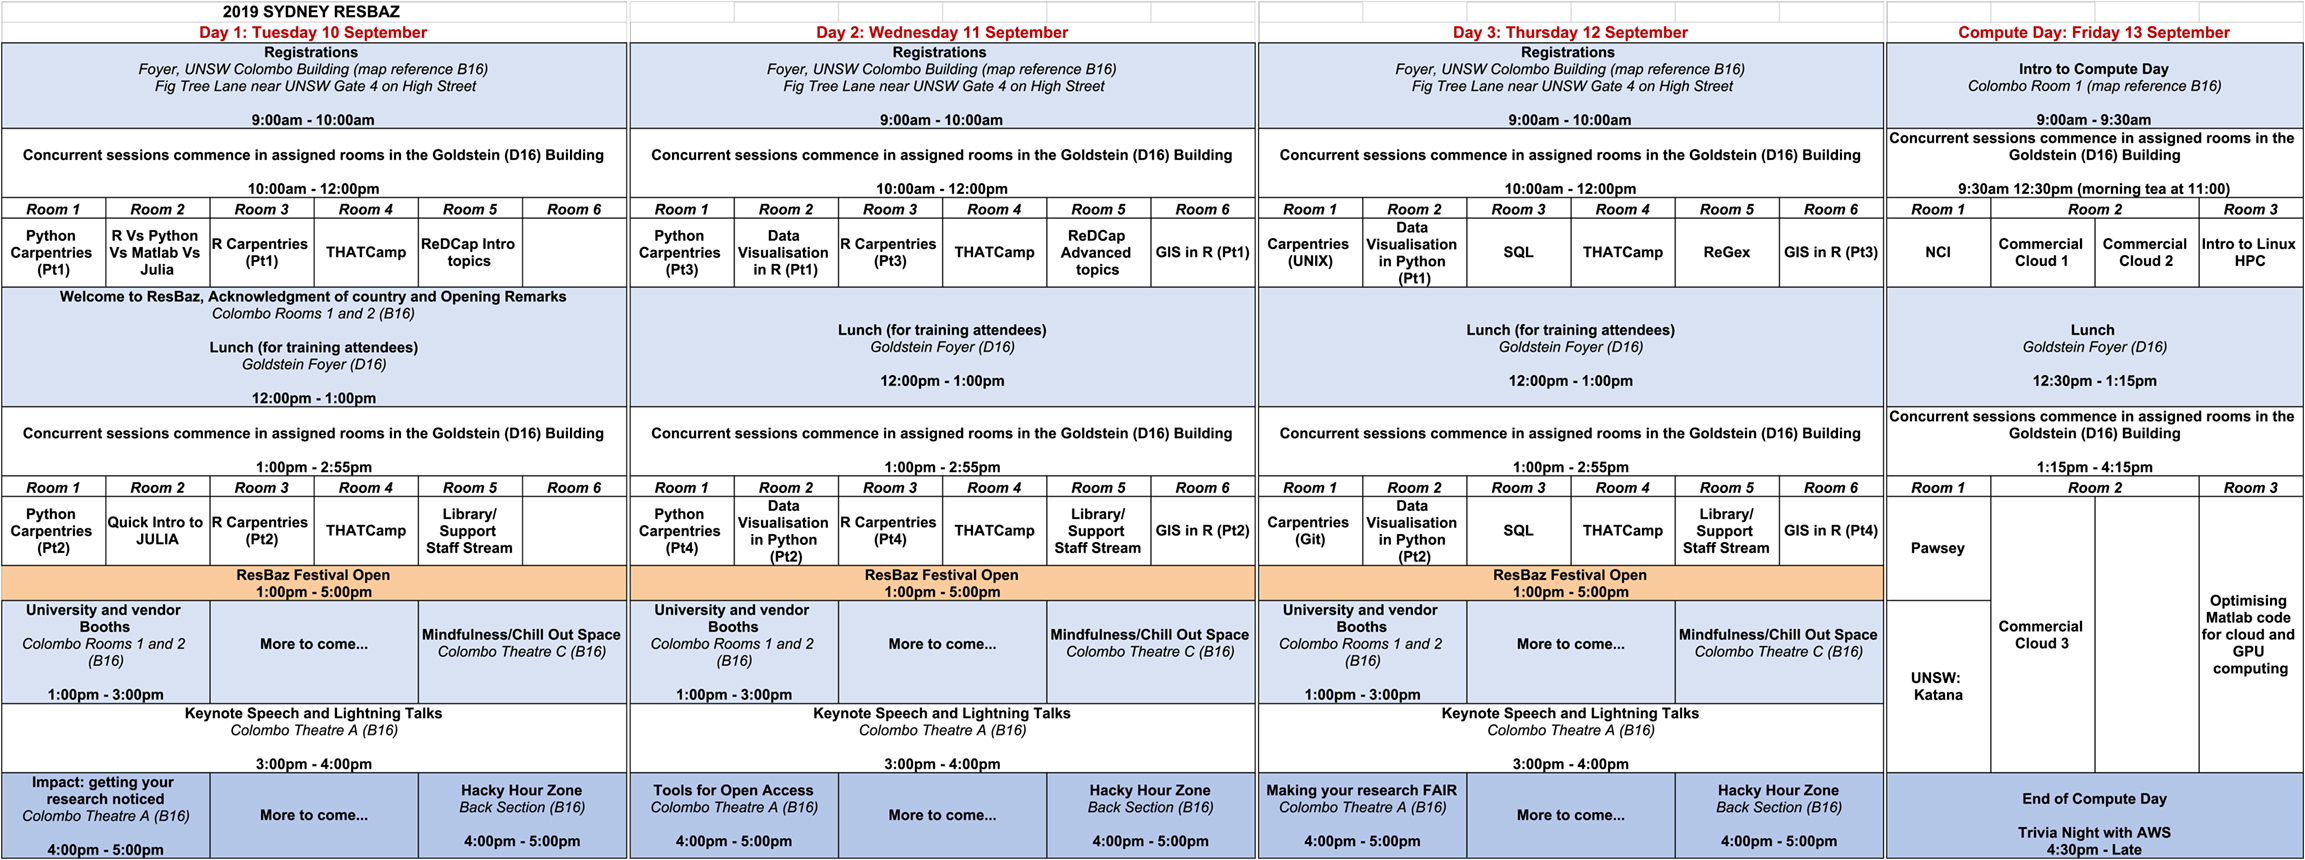 2019 SYDNEY RESBAZ
Day 1: Tuesday 10 September
Registrations
Foyer, UNSW Colombo Building (map reference B16)
Fig Tree Lane near UNSW Gate 4 on High Street
9:00am - 10:00am
Concurrent sessions commence in assigned rooms in the Goldstein (D16) Building
10:00am - 12:00pm
Room 1
Room 2
Room 3
Room 4
Room 5
Room 6
Python
Carpentries
(Pt1)
R Vs Python
Vs Matlab Vs
Julia
R Carpentries
(Pt1)
THATCamp
ReDCap Intro
topics
Welcome to ResBaz, Acknowledgment of country and Opening Remarks
Colombo Rooms 1 and 2 (B16)
Lunch (for training attendees)
Goldstein Foyer (D16)
12:00pm - 1:00pm
Concurrent sessions commence in assigned rooms in the Goldstein (D16) Building
1:00pm - 2:55pm
Room 1
Room 2
Room 3
Room 4
Room 5
Room 6
Python
Carpentries
(Pt2)
Quick Intro to
JULIA
R Carpentries
(Pt2)
THATCamp
Library/
Support
Staff Stream
ResBaz Festival Open
1:00pm - 5:00pm
University and vendor
Booths
Colombo Rooms 1 and 2
(B16)
1:00pm - 3:00pm
More to come...
Mindfulness/Chill Out Space
Colombo Theatre C (B16)
Keynote Speech and Lightning Talks
Colombo Theatre A (B16)
3:00pm - 4:00pm
Impact: getting your
research noticed
Colombo Theatre A (B16)
4:00pm - 5:00pm
More to come...
Hacky Hour Zone
Back Section (B16)
4:00pm - 5:00pm
Day 2: Wednesday 11 September
Registrations
Foyer, UNSW Colombo Building (map reference B16)
Fig Tree Lane near UNSW Gate 4 on High Street
9:00am - 10:00am
Concurrent sessions commence in assigned rooms in the Goldstein (D16) Building
10:00am - 12:00pm
Room 1
Room 2
Room 3
Room 4
Room 5
Room 6
Python
Carpentries
(Pt3)
Data
Visualisation
in R (Pt1)
R Carpentries
(Pt3)
THATCamp
ReDCap
Advanced
topics
GIS in R (Pt1)
Lunch (for training attendees)
Goldstein Foyer (D16)
12:00pm - 1:00pm
Concurrent sessions commence in assigned rooms in the Goldstein (D16) Building
1:00pm - 2:55pm
Room 1
Room 2
Room 3
Room 4
Room 5
Room 6
Python
Carpentries
(Pt4)
Data
Visualisation
in Python
(Pt2)
R Carpentries
(Pt4)
THATCamp
Library/
Support
Staff Stream
GIS in R (Pt2)
ResBaz Festival Open
1:00pm - 5:00pm
University and vendor
Booths
Colombo Rooms 1 and 2
(B16)
1:00pm - 3:00pm
More to come...
Mindfulness/Chill Out Space
Colombo Theatre C (B16)
Keynote Speech and Lightning Talks
Colombo Theatre A (B16)
3:00pm - 4:00pm
Tools for Open Access
Colombo Theatre A (B16)
4:00pm - 5:00pm
More to come...
Hacky Hour Zone
Back Section (B16)
4:00pm - 5:00pm
Day 3: Thursday 12 September
Registrations
Foyer, UNSW Colombo Building (map reference B16)
Fig Tree Lane near UNSW Gate 4 on High Street
9:00am - 10:00am
Concurrent sessions commence in assigned rooms in the Goldstein (D16) Building
10:00am - 12:00pm
Room 1
Room 2
Room 3
Room 4
Room 5
Room 6
Carpentries
(UNIX)
Data
Visualisation
in Python
(Pt1)
SQL
THATCamp
ReGex
GIS in R (Pt3)
Lunch (for training attendees)
Goldstein Foyer (D16)
12:00pm - 1:00pm
Concurrent sessions commence in assigned rooms in the Goldstein (D16) Building
1:00pm - 2:55pm
Room 1
Room 2
Room 3
Room 4
Room 5
Room 6
Carpentries
(Git)
Data
Visualisation
in Python
(Pt2)
SQL
THATCamp
Library/
Support
Staff Stream
GIS in R (Pt4)
ResBaz Festival Open
1:00pm - 5:00pm
University and vendor
Booths
Colombo Rooms 1 and 2
(B16)
1:00pm - 3:00pm
More to come...
Mindfulness/Chill Out Space
Colombo Theatre C (B16)
Keynote Speech and Lightning Talks
Colombo Theatre A (B16)
3:00pm - 4:00pm
Making your research FAIR
Colombo Theatre A (B16)
4:00pm - 5:00pm
More to come...
Hacky Hour Zone
Back Section (B16)
4:00pm - 5:00pm
Compute Day: Friday 13 September
Intro to Compute Day
Colombo Room 1 (map reference B16)
9:00am - 9:30am
Concurrent sessions commence in assigned rooms in the
Goldstein (D16) Building
9:30am 12:30pm (morning tea at 11:00)
Room 1
Room 2
Room 3
NCI
Commercial
Cloud 1
Commercial
Cloud 2
Intro to Linux
HPC
Lunch
Goldstein Foyer (D16)
12:30pm - 1:15pm
Concurrent sessions commence in assigned rooms in the
Goldstein (D16) Building
1:15pm - 4:15pm
Room 1
Room 2
Room 3
Pawsey
UNSW:
Katana
Commercial
Cloud 3
Optimising
Matlab code
for cloud and
GPU
computing
End of Compute Day
Trivia Night with AWS
4:30pm - Late